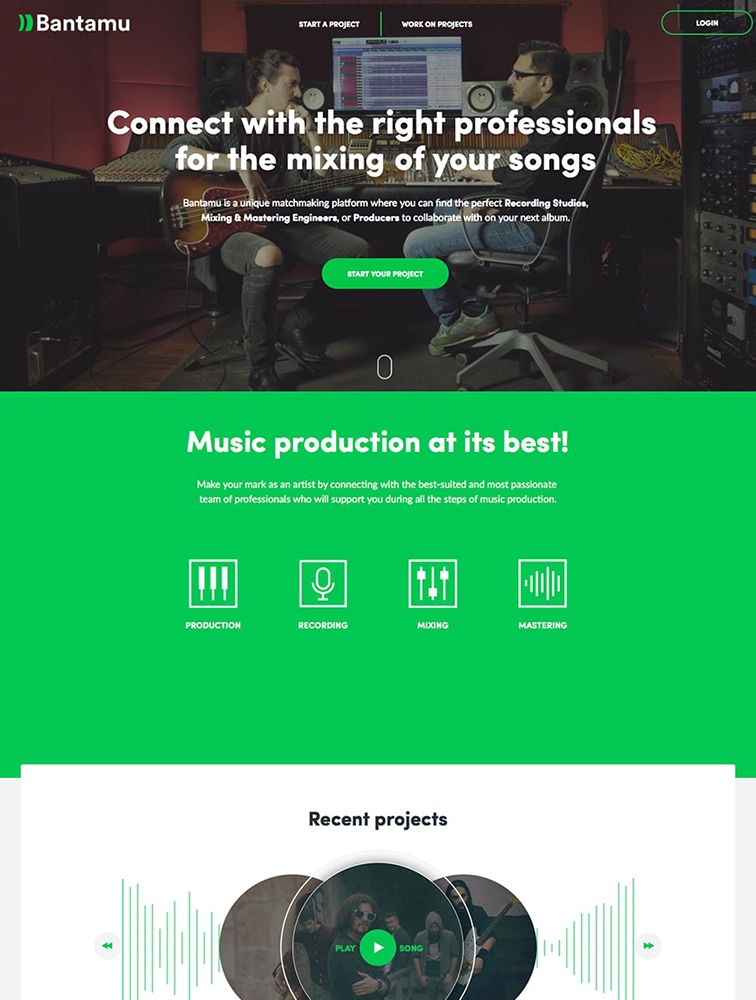 Bantamu
START A PROJECT
WORK ON PROJECTS
LOGIN
Connect with the right professionals
for the mixing of your songs
Bantamu is a unique matchmaking platform where you can find the perfect Recording Studios,
Mixing & Mastering Engineers, or Producers to collaborate with on your next album.
START YOUR PROJECT
Music production at its best!
Make your mark as an artist by connecting with the best-suited and most passionate
team of professionals who will support you during all the steps of music production.
PRODUCTION
RECORDING
MIXING
MASTERING
Recent projects
PLAY
SONG